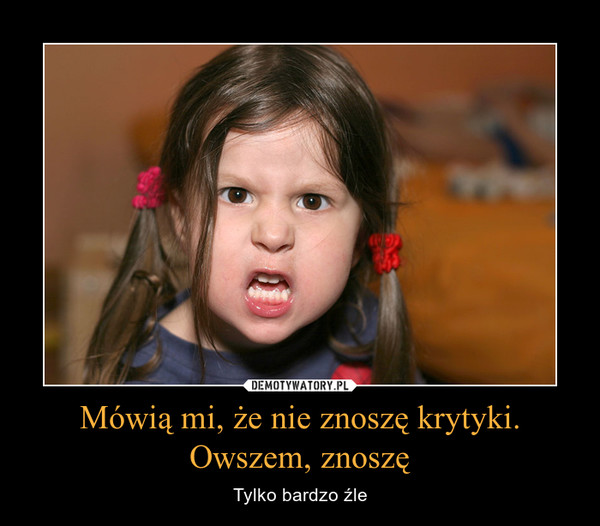 DEMOTYWATORY.PL
Mówią mi, że nie znoszę krytyki.
Owszem, znoszę
Tylko bardzo źle